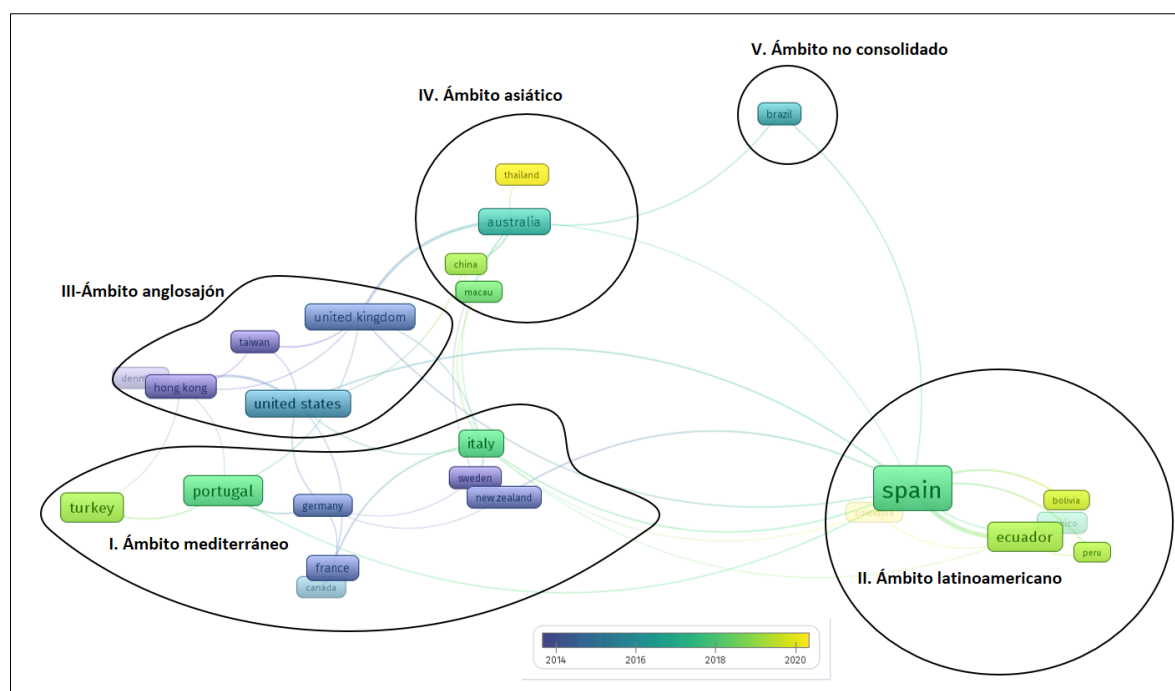 V. Ámbito no consolidado
brazil
IV. Ámbito asiático
thailand
australia
china
macau
III-Ámbito anglosajón
united kingdom
taiwan
hong kong
united states
italy
sweden
new zealand
portugal
turkey
germany
I. Ámbito mediterráneo
france
canada
spain
bolivia
colombia
ecuador
peru
II. Ámbito latinoamericano
2014 2016 2018 2020